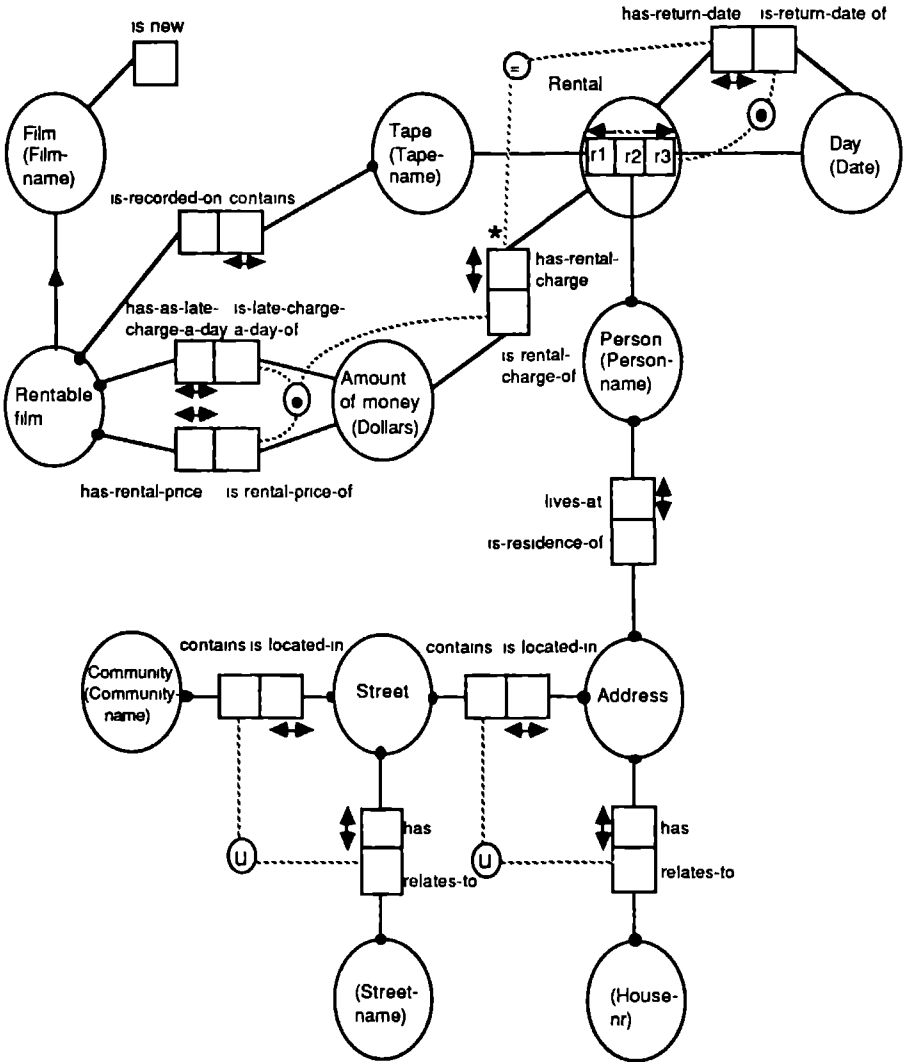 is new
has-return-date is-return-date of
=
Rental
Film
(Film-
name)
Tape
(Tape-
name)
r1 r2 r3
Day
(Date)
is-recorded-on contains
*
has-rental-
charge
has-as-late- is-late-charge-
charge-a-day a-day-of
Rentable
film
Amount
of money
(Dollars)
is rental-
charge-of
Person
(Person-
name)
has-rental-price is rental-price-of
lives-at
is-residence-of
contains is located-in
contains is located-in
Community
(Community-
name)
Street
Address
has
has
U
U
relates-to
relates-to
(Street-
name)
(House-
nr)